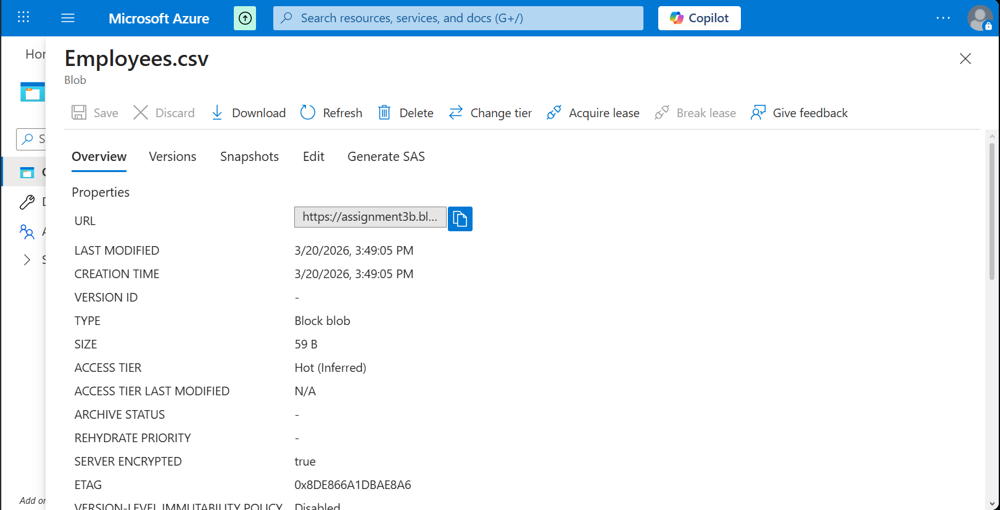 Microsoft Azure
Search resources, services, and docs (G+/)
Copilot
Hor
Employees.csv
Blob
Save Discard Download Refresh Delete Change tier Acquire lease Break lease Give feedback
S
Overview Versions Snapshots Edit Generate SAS
Properties
URL https://assignment3b.bl...
LAST MODIFIED 3/20/2026, 3:49:05 PM
CREATION TIME 3/20/2026, 3:49:05 PM
VERSION ID -
TYPE Block blob
SIZE 59 B
ACCESS TIER Hot (Inferred)
ACCESS TIER LAST MODIFIED N/A
ARCHIVE STATUS -
REHYDRATE PRIORITY -
SERVER ENCRYPTED true
ETAG 0x8DE866A1DBAE8A6
VERSION-LEVEL IMMUTABILITY POLICY Disabled
Add or